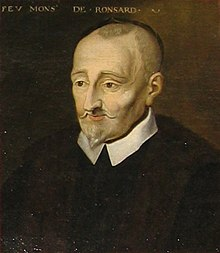 FEV MONS^R DE · RONSARD ·